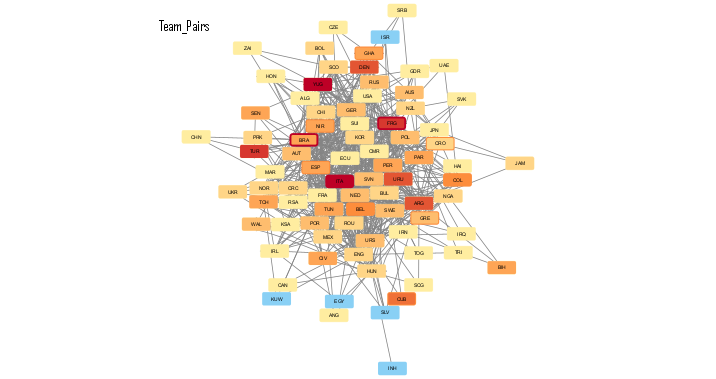 Team_Pairs
SRB
CZE
ISR
ZAI
BOL
GHA
SCO
DEN
GDR
UAE
HON
RUS
USA
AUS
ALG
SVK
CHI
GER
NZL
SEN
NIR
SUI
FRG
JPN
CHN
PRK
BRA
KOR
POL
CRO
TUR
AUT
ECU
CMR
PAR
JAM
ESP
PER
HAI
MAR
ITA
SVN
URU
COL
UKR
NOR
CRC
FRA
NED
BUL
NGA
TCH
RSA
ARG
TUN
BEL
SWE
GRE
WAL
KSA
POR
ROU
IRN
IRQ
MEX
URS
IRL
ENG
TOG
TRI
CIV
HUN
BIH
CAN
SCG
KUW
EGY
CUB
ANG
SLV
INH